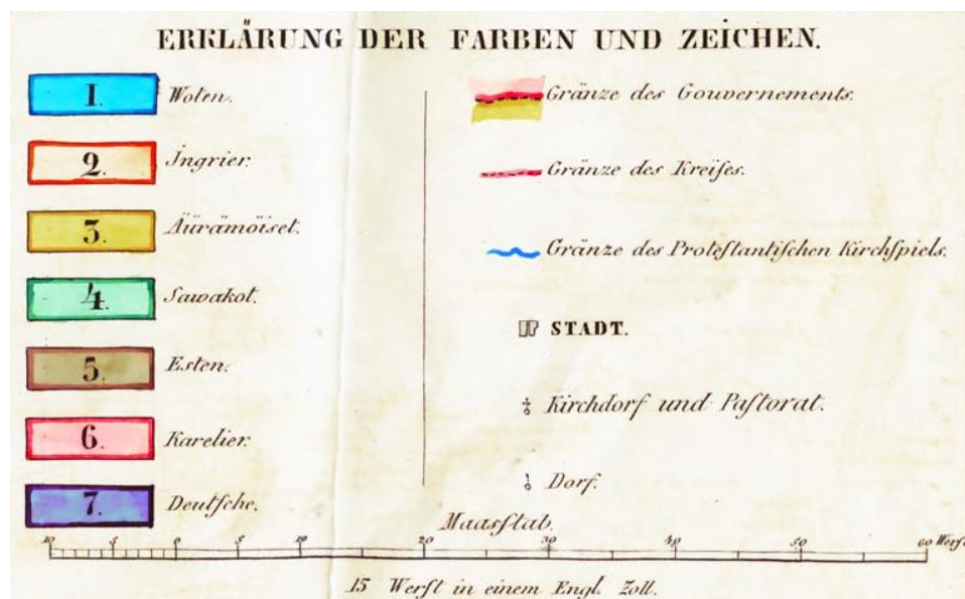 ERKLÄRUNG DER FARBEN UND ZEICHEN.
1. Woten.
2. Ingrier.
3. Äürämöiset.
4. Sawakot.
5. Esten.
6. Karelier.
7. Deutſche.
Gränze des Gouvernements.
Gränze des Kreiſes.
Gränze des Proteſtantiſchen Kirchſpiels.
STADT.
Kirchdorf und Paſtorat.
Dorf.
Maasſtab.
10 5 0 5 10 20 30 40 50 60 Werſt
15 Werſt in einem Engl. Zoll.